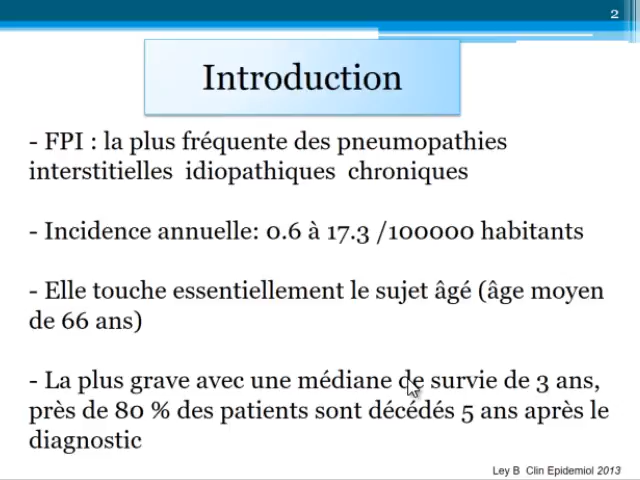 2
Introduction
- FPI : la plus fréquente des pneumopathies
interstitielles idiopathiques chroniques
- Incidence annuelle: 0.6 à 17.3 /100000 habitants
- Elle touche essentiellement le sujet âgé (âge moyen
de 66 ans)
- La plus grave avec une médiane de survie de 3 ans,
près de 80 % des patients sont décédés 5 ans après le
diagnostic
Ley B Clin Epidemiol 2013